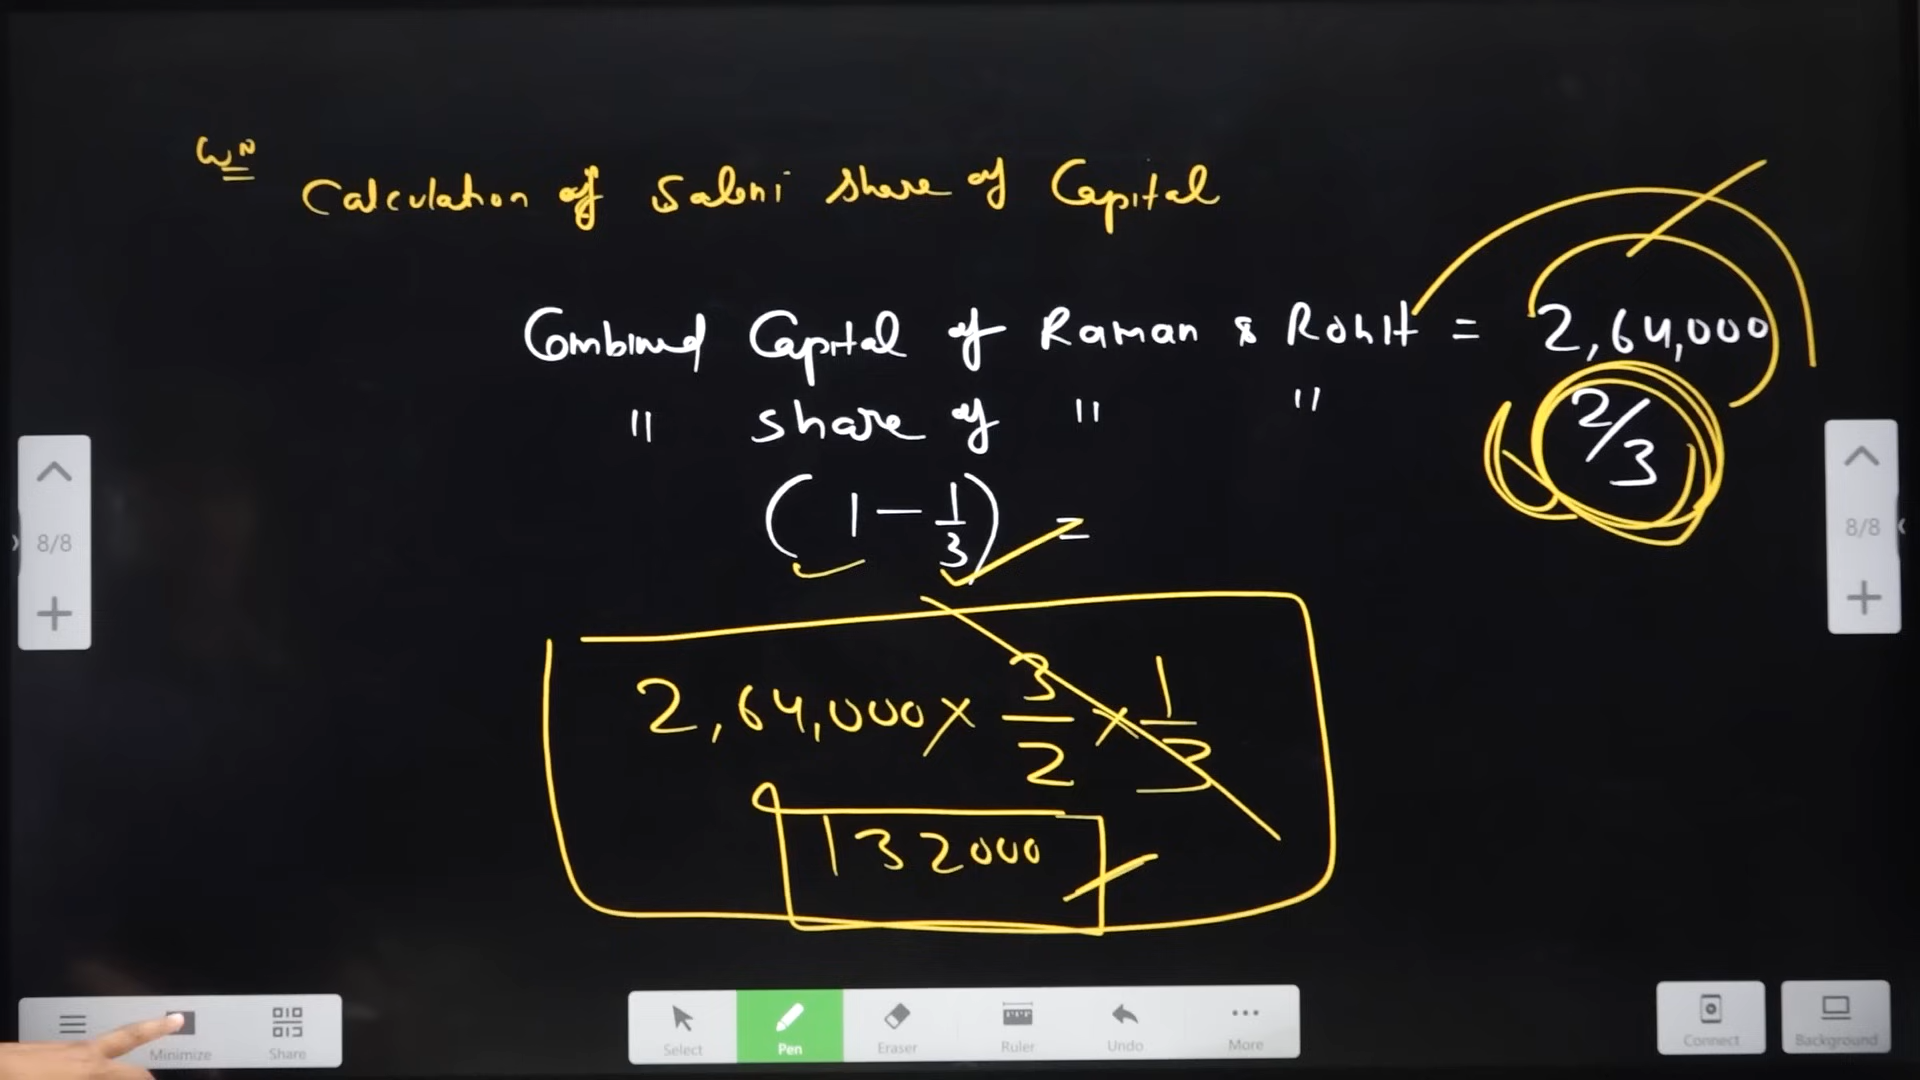 WN
Calculation of Saloni share of Capital
Combined Capital of Raman & Rohit = 2,64,000
" share of " " 2/3
(1 - 1/3) =
2,64,000 × 3/2 × 1/3
132000
8/8
8/8
Minimize Share Select Pen Eraser Ruler Undo More Connect Background